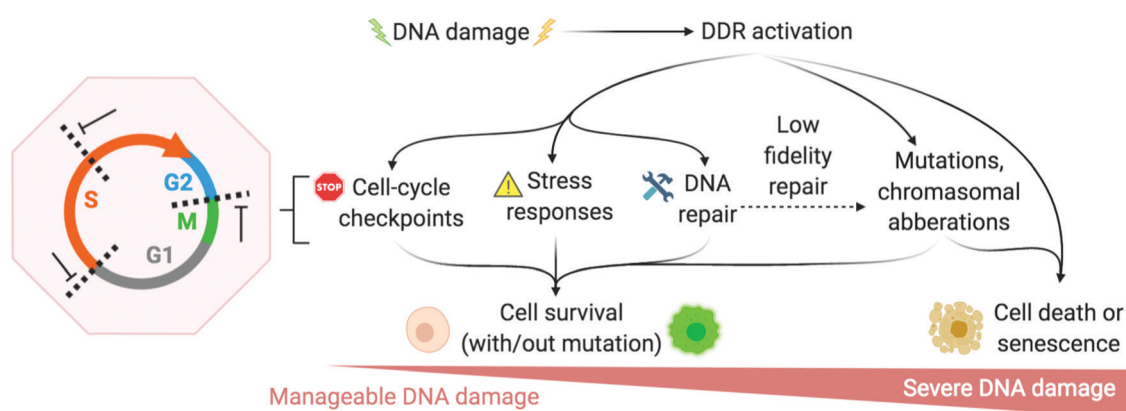 DNA damage
DDR activation
S
G2
M
G1
STOP
Cell-cycle
checkpoints
Stress
responses
DNA
repair
Low
fidelity
repair
Mutations,
chromasomal
abberations
Cell survival
(with/out mutation)
Cell death or
senescence
Manageable DNA damage
Severe DNA damage